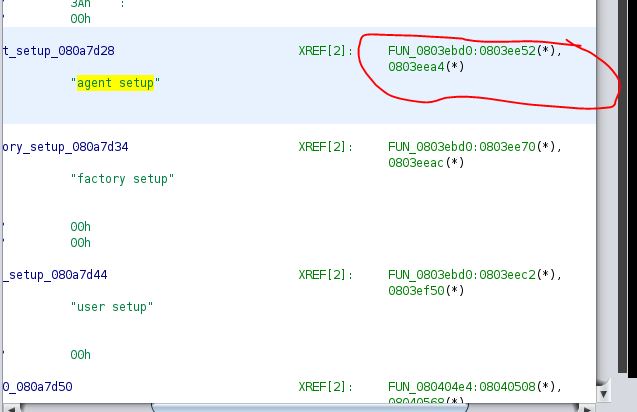 3Ah :
' 00h
t_setup_080a7d28 XREF[2]: FUN_0803ebd0:0803ee52(*),
0803eea4(*)
"agent setup"
ory_setup_080a7d34 XREF[2]: FUN_0803ebd0:0803ee70(*),
0803eeac(*)
"factory setup"
' 00h
' 00h
_setup_080a7d44 XREF[2]: FUN_0803ebd0:0803eec2(*),
0803ef50(*)
"user setup"
' 00h
0_080a7d50 XREF[2]: FUN_080404e4:08040508(*),
08040568(*)